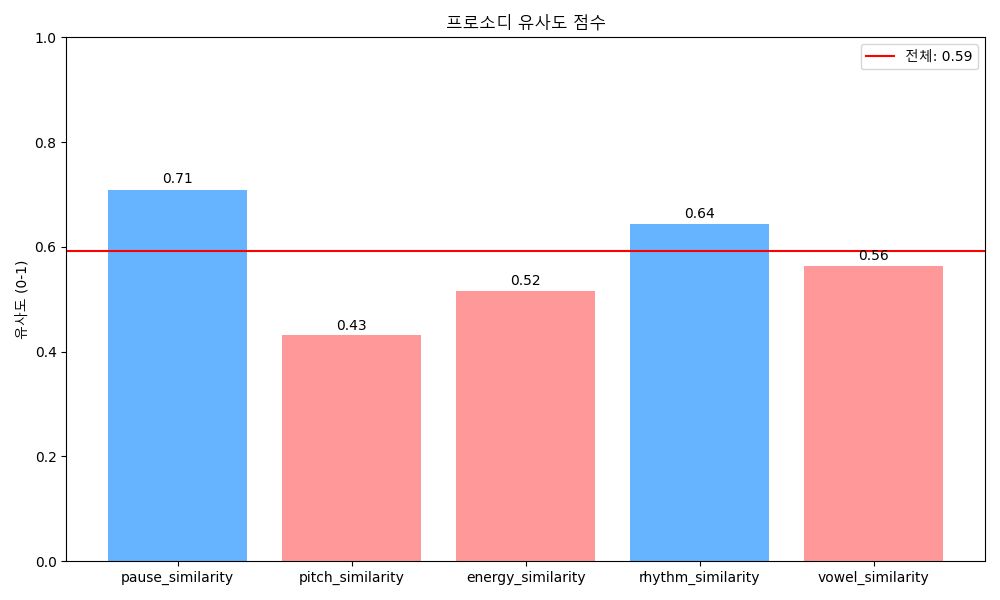 프로소디 유사도 점수
전체: 0.59
유사도 (0-1)
1.0
0.8
0.6
0.4
0.2
0.0
0.71
0.43
0.52
0.64
0.56
pause_similarity
pitch_similarity
energy_similarity
rhythm_similarity
vowel_similarity